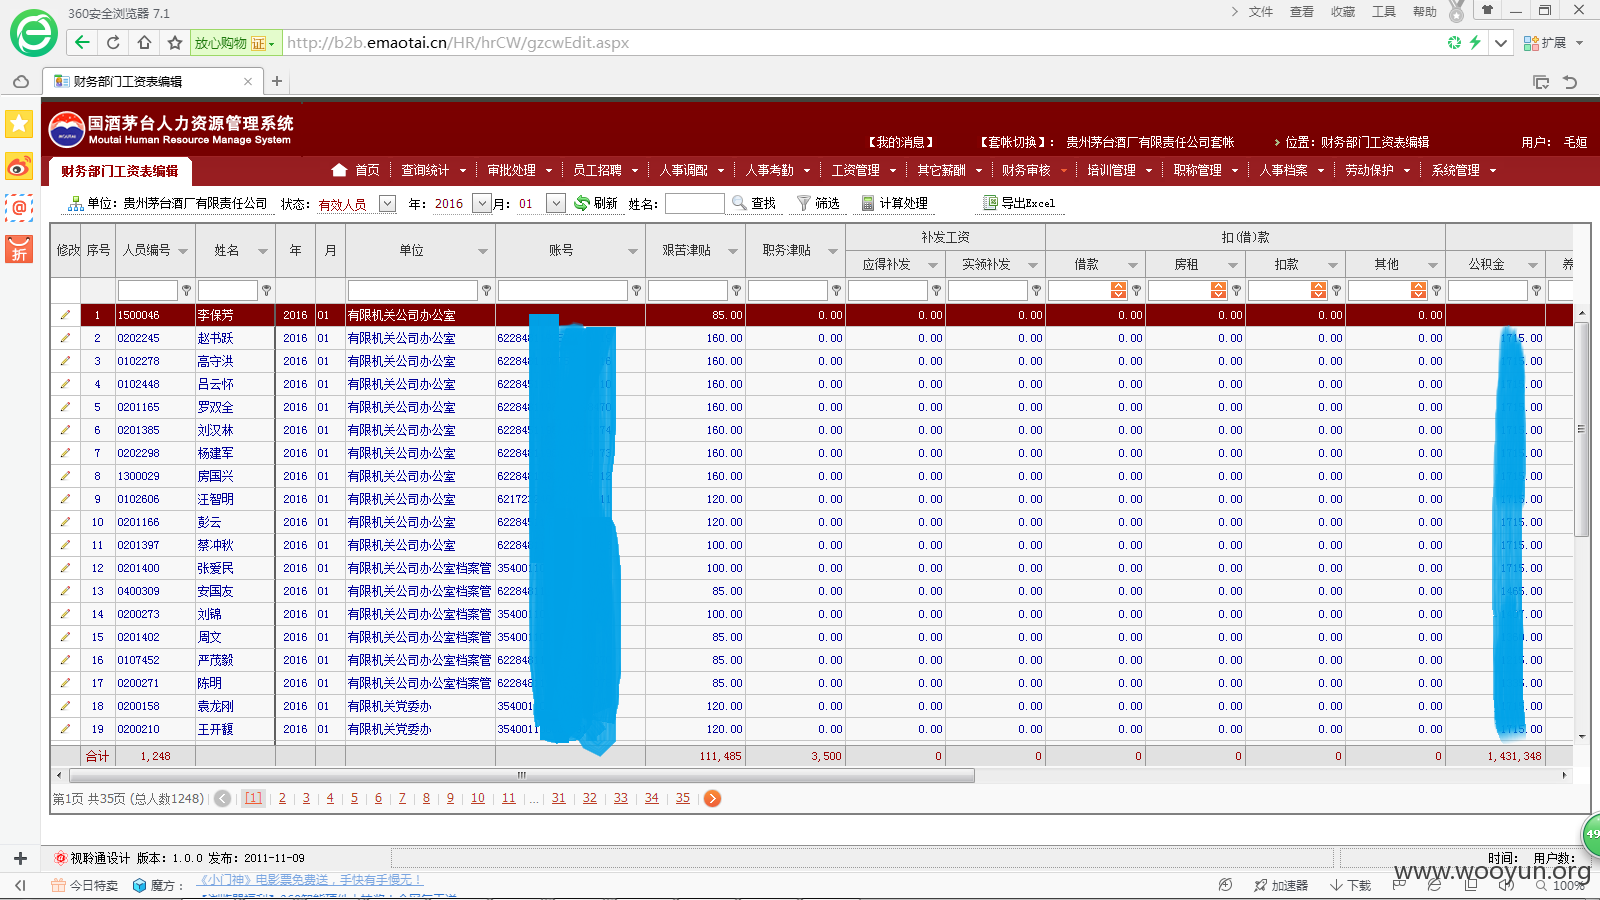 360安全浏览器 7.1
文件 查看 收藏 工具 帮助
放心购物 证 http://b2b.emaotai.cn/HR/hrCW/gzcwEdit.aspx 扩展
财务部门工资表编辑
国酒茅台人力资源管理系统
Moutai Human Resource Manage System
【我的消息】 【套帐切换】： 贵州茅台酒厂有限责任公司套帐 位置：财务部门工资表编辑 用户： 毛姮
财务部门工资表编辑 首页 查询统计 审批处理 员工招聘 人事调配 人事考勤 工资管理 其它薪酬 财务审核 培训管理 职称管理 人事档案 劳动保护 系统管理
单位：贵州茅台酒厂有限责任公司 状态：有效人员 年：2016 月：01 刷新 姓名： 查找 筛选 计算处理 导出Excel
补发工资 扣(借)款
修改 序号 人员编号 姓名 年 月 单位 账号 艰苦津贴 职务津贴 应得补发 实领补发 借款 房租 扣款 其他 公积金 养
1 1500046 李保芳 2016 01 有限机关公司办公室 85.00 0.00 0.00 0.00 0.00 0.00 0.00 0.00
2 0202245 赵书跃 2016 01 有限机关公司办公室 62284 160.00 0.00 0.00 0.00 0.00 0.00 0.00 0.00 1715.00
3 0102278 高守洪 2016 01 有限机关公司办公室 62284 160.00 0.00 0.00 0.00 0.00 0.00 0.00 0.00 .00
4 0102448 吕云怀 2016 01 有限机关公司办公室 62284 160.00 0.00 0.00 0.00 0.00 0.00 0.00 0.00 .00
5 0201165 罗双全 2016 01 有限机关公司办公室 62284 160.00 0.00 0.00 0.00 0.00 0.00 0.00 0.00 .00
6 0201385 刘汉林 2016 01 有限机关公司办公室 62284 160.00 0.00 0.00 0.00 0.00 0.00 0.00 0.00 .00
7 0202298 杨建军 2016 01 有限机关公司办公室 62284 160.00 0.00 0.00 0.00 0.00 0.00 0.00 0.00 .00
8 1300029 房国兴 2016 01 有限机关公司办公室 62284 160.00 0.00 0.00 0.00 0.00 0.00 0.00 0.00 .00
9 0102606 汪智明 2016 01 有限机关公司办公室 62172 120.00 0.00 0.00 0.00 0.00 0.00 0.00 0.00 .00
10 0201166 彭云 2016 01 有限机关公司办公室 62284 120.00 0.00 0.00 0.00 0.00 0.00 0.00 0.00 1715.00
11 0201397 蔡冲秋 2016 01 有限机关公司办公室 62284 100.00 0.00 0.00 0.00 0.00 0.00 0.00 0.00 1715.00
12 0201400 张爱民 2016 01 有限机关公司办公室档案管 35400 100.00 0.00 0.00 0.00 0.00 0.00 0.00 0.00 1715.00
13 0400309 安国友 2016 01 有限机关公司办公室档案管 62284 85.00 0.00 0.00 0.00 0.00 0.00 0.00 0.00 .00
14 0200273 刘锦 2016 01 有限机关公司办公室档案管 35400 100.00 0.00 0.00 0.00 0.00 0.00 0.00 0.00 .00
15 0201402 周文 2016 01 有限机关公司办公室档案管 35400 85.00 0.00 0.00 0.00 0.00 0.00 0.00 0.00 .00
16 0107452 严茂毅 2016 01 有限机关公司办公室档案管 62284 85.00 0.00 0.00 0.00 0.00 0.00 0.00 0.00 .00
17 0200271 陈明 2016 01 有限机关公司办公室档案管 62284 85.00 0.00 0.00 0.00 0.00 0.00 0.00 0.00 .00
18 0200158 袁龙刚 2016 01 有限机关党委办 35400 120.00 0.00 0.00 0.00 0.00 0.00 0.00 0.00 .00
19 0200210 王开馥 2016 01 有限机关党委办 354001 120.00 0.00 0.00 0.00 0.00 0.00 0.00 0.00 1715.00
合计 1,248 111,485 3,500 0 0 0 0 0 0 1,431,348
第1页 共35页 (总人数1248) [1] 2 3 4 5 6 7 8 9 10 11 ... 31 32 33 34 35
49
视聆通设计 版本：1.0.0 发布：2011-11-09 时间： 用户数：
今日特卖 魔方： 《小门神》电影票免费送，手快有手慢无！ 加速器 下载 100%
www.wooyun.org